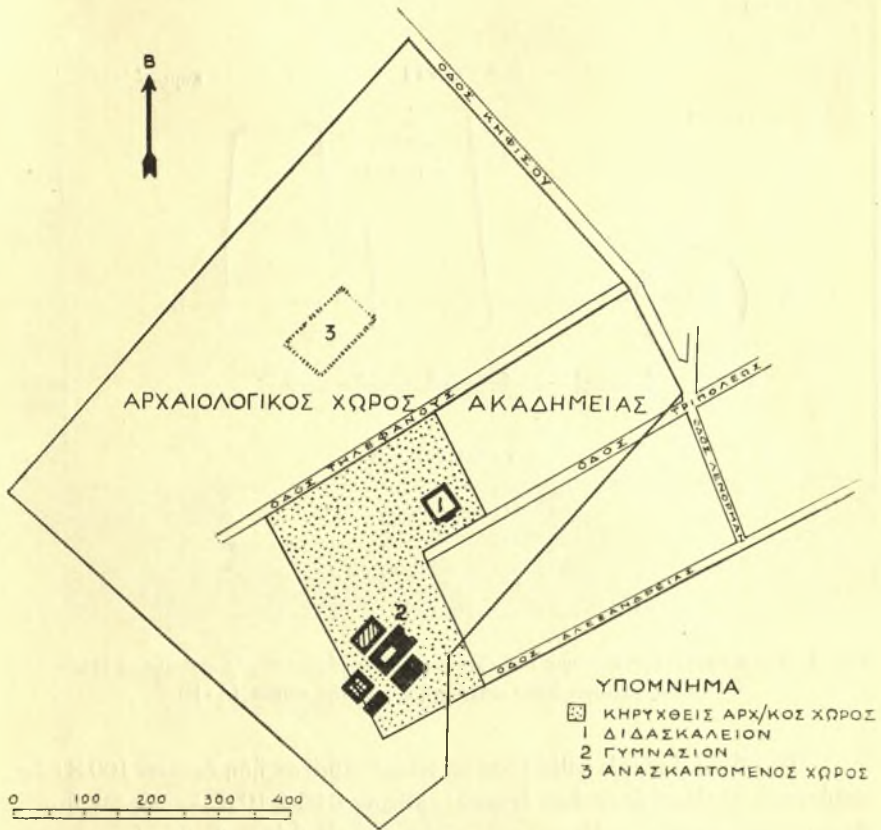 Β
ΟΔΟΣ ΚΗΦΙΣΟΥ
3
ΑΡΧΑΙΟΛΟΓΙΚΟΣ ΧΩΡΟΣ ΑΚΑΔΗΜΕΙΑΣ
ΟΔΟΣ ΤΗΛΕΦΑΝΟΥΣ
ΟΔΟΣ ΤΡΙΠΟΛΕΩΣ
ΟΔΟΣ ΛΕΝΟΡΜΑΝ
1
2
ΟΔΟΣ ΑΛΕΞΑΝΔΡΕΙΑΣ
ΥΠΟΜΝΗΜΑ
ΚΗΡΥΧΘΕΙΣ ΑΡΧ/ΚΟΣ ΧΩΡΟΣ
1 ΔΙΔΑΣΚΑΛΕΙΟΝ
2 ΓΥΜΝΑΣΙΟΝ
3 ΑΝΑΣΚΑΠΤΟΜΕΝΟΣ ΧΩΡΟΣ
0 100 200 300 400